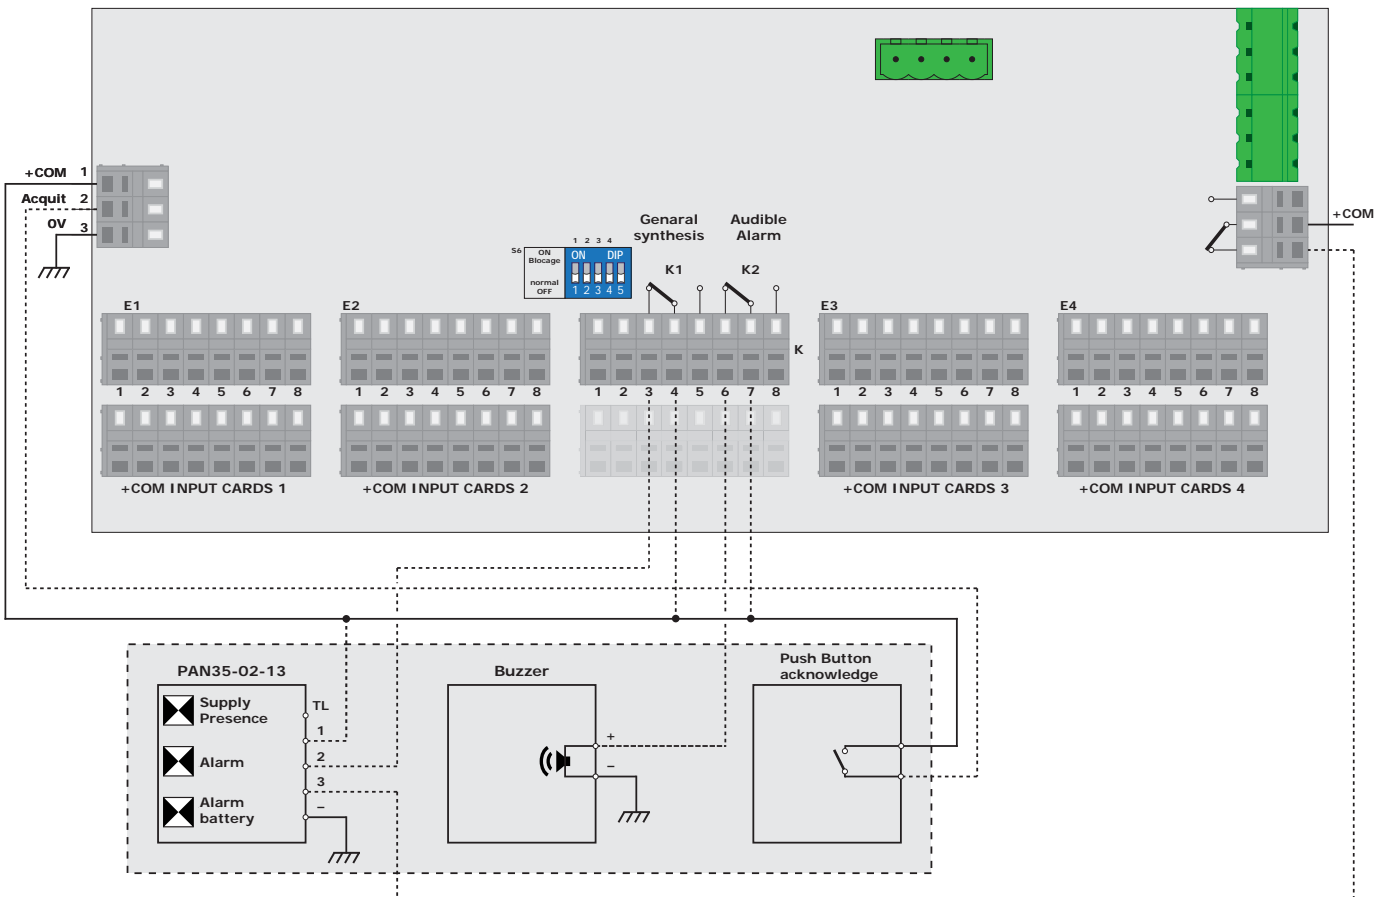 +COM 1
Acquit 2
0V 3
+COM
Genaral
synthesis
Audible
Alarm
K1
K2
S6
ON
Blocage
normal
OFF
1 2 3 4
ON DIP
1 2 3 4 5
E1
E2
K
E3
E4
1 2 3 4 5 6 7 8
1 2 3 4 5 6 7 8
1 2 3 4 5 6 7 8
1 2 3 4 5 6 7 8
1 2 3 4 5 6 7 8
+COM INPUT CARDS 1
+COM INPUT CARDS 2
+COM INPUT CARDS 3
+COM INPUT CARDS 4
PAN35-02-13
Supply
Presence
Alarm
Alarm
battery
TL
1
2
3
–
Buzzer
+
–
Push Button
acknowledge